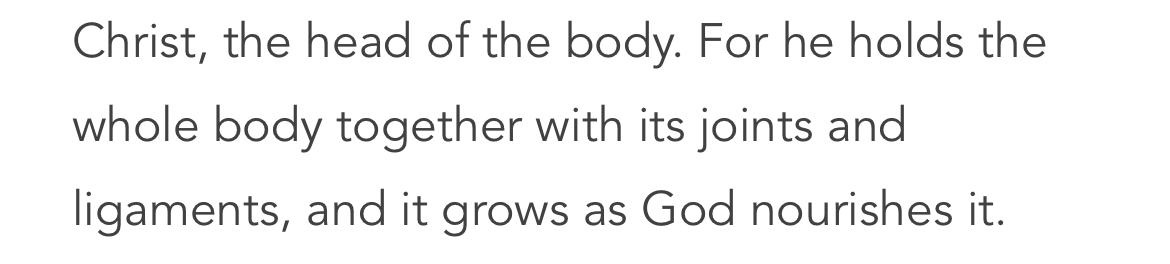 Christ, the head of the body. For he holds the
whole body together with its joints and
ligaments, and it grows as God nourishes it.